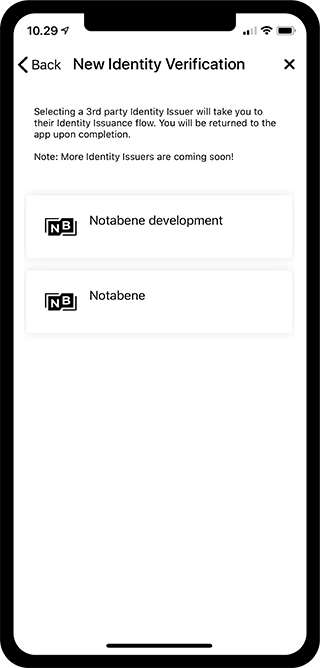 10.29
Back New Identity Verification
Selecting a 3rd party Identity Issuer will take you to
their Identity Issuance flow. You will be returned to the
app upon completion.
Note: More Identity Issuers are coming soon!
NB Notabene development
NB Notabene